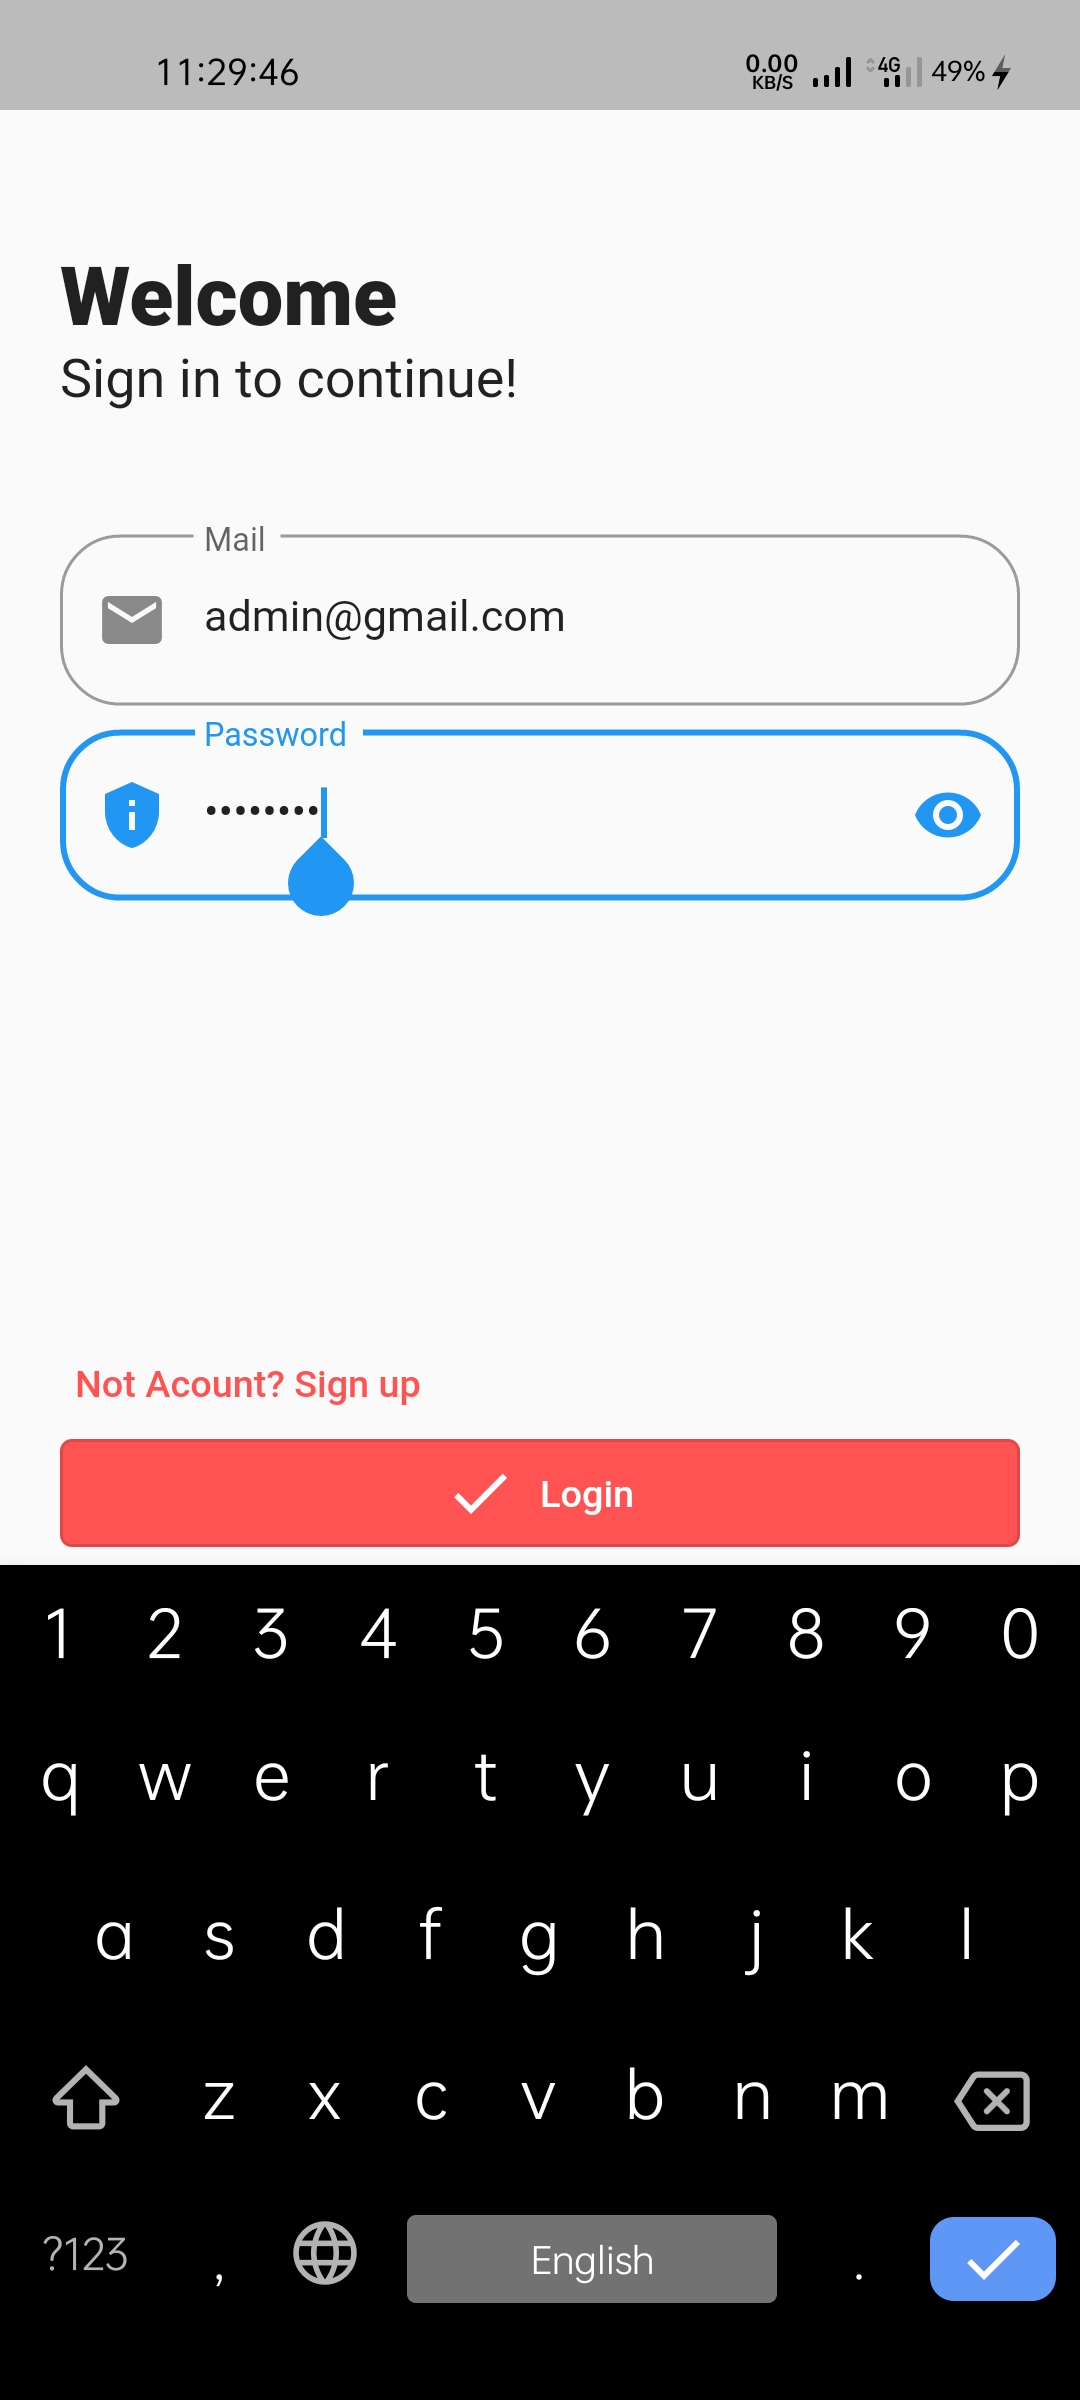 11:29:46 0.00 KB/S 4G 49%
Welcome
Sign in to continue!
Mail
admin@gmail.com
Password
••••••••
Not Acount? Sign up
Login
1 2 3 4 5 6 7 8 9 0
q w e r t y u i o p
a s d f g h j k l
z x c v b n m
?123 , English .